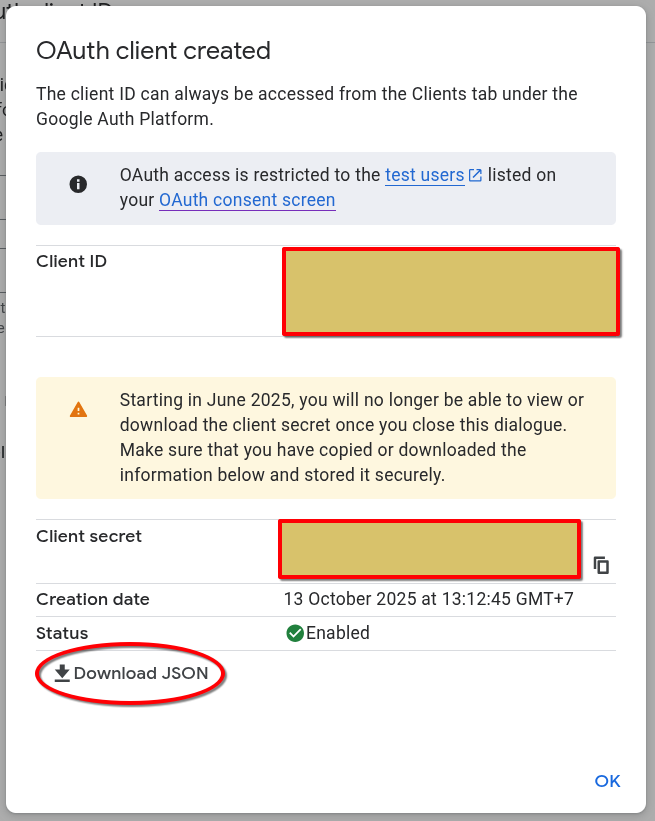 OAuth client created
The client ID can always be accessed from the Clients tab under the
Google Auth Platform.
OAuth access is restricted to the test users listed on
your OAuth consent screen
Client ID
Starting in June 2025, you will no longer be able to view or
download the client secret once you close this dialogue.
Make sure that you have copied or downloaded the
information below and stored it securely.
Client secret
Creation date 13 October 2025 at 13:12:45 GMT+7
Status Enabled
Download JSON
OK